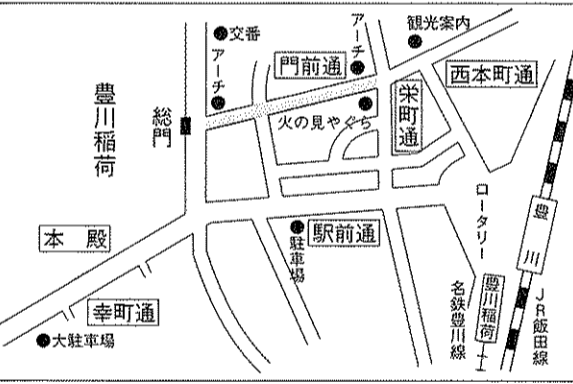 交番
アーチ
アーチ
観光案内
門前通
西本町通
豊川稲荷
総門
火の見やぐら
栄町通
本殿
駐車場
駅前通
ロータリー
豊川
幸町通
大駐車場
名鉄豊川線
豊川稲荷
JR飯田線